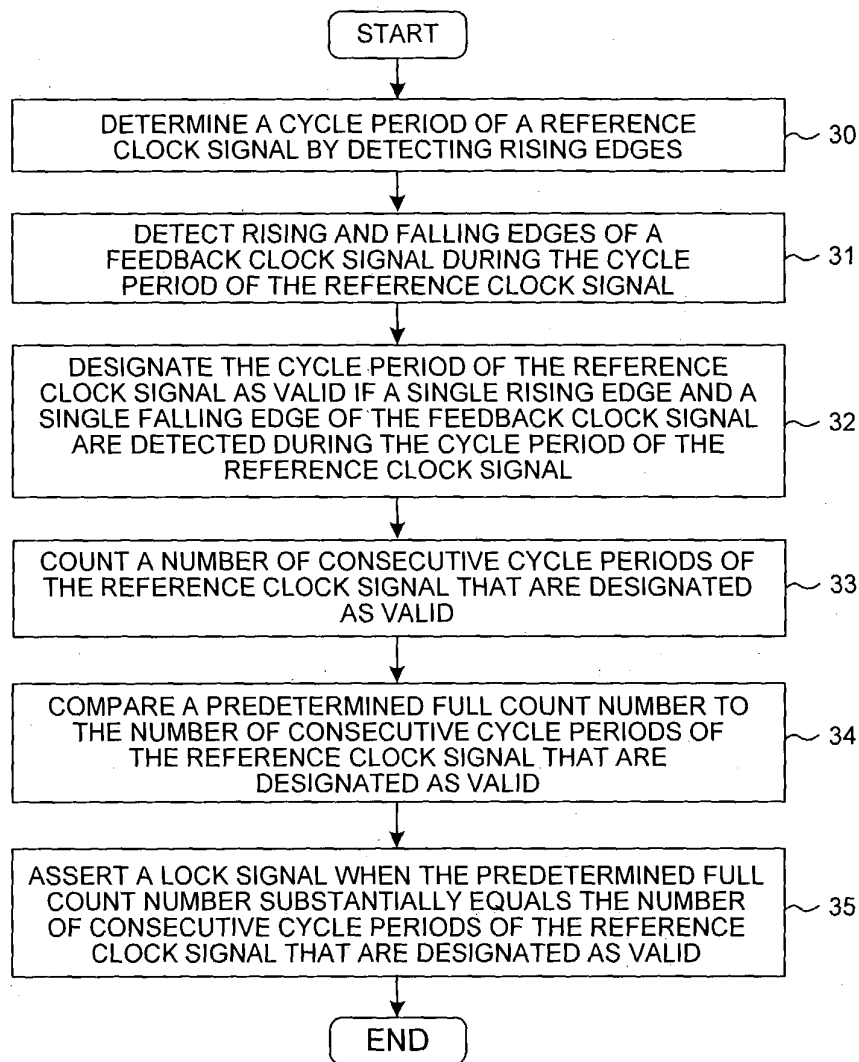 START
DETERMINE A CYCLE PERIOD OF A REFERENCE
CLOCK SIGNAL BY DETECTING RISING EDGES
30
DETECT RISING AND FALLING EDGES OF A
FEEDBACK CLOCK SIGNAL DURING THE CYCLE
PERIOD OF THE REFERENCE CLOCK SIGNAL
31
DESIGNATE THE CYCLE PERIOD OF THE REFERENCE
CLOCK SIGNAL AS VALID IF A SINGLE RISING EDGE AND A
SINGLE FALLING EDGE OF THE FEEDBACK CLOCK SIGNAL
ARE DETECTED DURING THE CYCLE PERIOD OF THE
REFERENCE CLOCK SIGNAL
32
COUNT A NUMBER OF CONSECUTIVE CYCLE PERIODS OF
THE REFERENCE CLOCK SIGNAL THAT ARE DESIGNATED
AS VALID
33
COMPARE A PREDETERMINED FULL COUNT NUMBER TO
THE NUMBER OF CONSECUTIVE CYCLE PERIODS OF
THE REFERENCE CLOCK SIGNAL THAT ARE
DESIGNATED AS VALID
34
ASSERT A LOCK SIGNAL WHEN THE PREDETERMINED FULL
COUNT NUMBER SUBSTANTIALLY EQUALS THE NUMBER
OF CONSECUTIVE CYCLE PERIODS OF THE REFERENCE
CLOCK SIGNAL THAT ARE DESIGNATED AS VALID
35
END